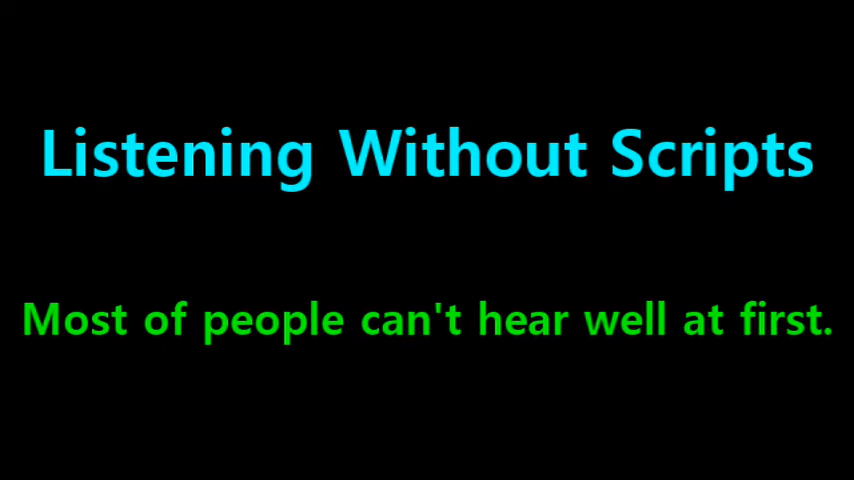 Listening Without Scripts
Most of people can't hear well at first.